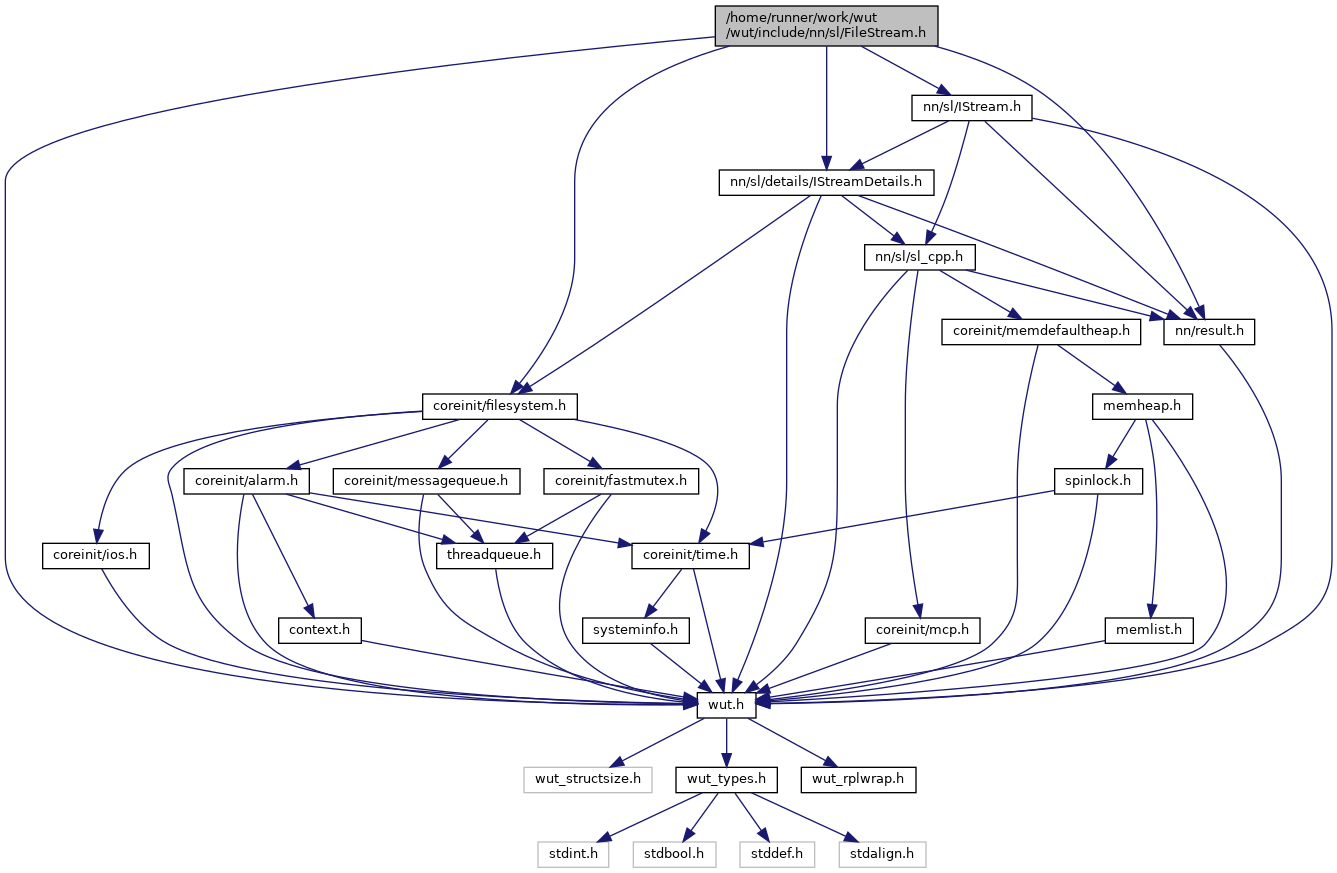 /home/runner/work/wut
/wut/include/nn/sl/FileStream.h
nn/sl/IStream.h
nn/sl/details/IStreamDetails.h
nn/sl/sl_cpp.h
coreinit/memdefaultheap.h
nn/result.h
coreinit/filesystem.h
memheap.h
coreinit/alarm.h
coreinit/messagequeue.h
coreinit/fastmutex.h
spinlock.h
coreinit/ios.h
threadqueue.h
coreinit/time.h
context.h
systeminfo.h
coreinit/mcp.h
memlist.h
wut.h
wut_structsize.h
wut_types.h
wut_rplwrap.h
stdint.h
stdbool.h
stddef.h
stdalign.h